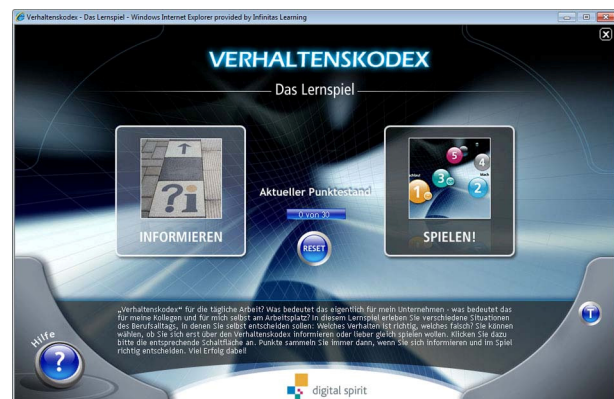 Verhaltenskodex - Das Lernspiel - Windows Internet Explorer provided by Infinitas Learning
VERHALTENSKODEX
Das Lernspiel
?i
INFORMIEREN
Aktueller Punktestand:
0 von 30
RESET
5
4
3
1
2
SPIELEN!
„Verhaltenskodex“ für die tägliche Arbeit? Was bedeutet das eigentlich für mein Unternehmen - was bedeutet das
für meine Kollegen und für mich selbst am Arbeitsplatz? In diesem Lernspiel erleben Sie verschiedene Situationen
des Berufsalltags, in denen Sie selbst entscheiden sollen: Welches Verhalten ist richtig, welches falsch? Sie können
wählen, ob Sie sich erst über den Verhaltenskodex informieren oder lieber gleich spielen wollen. Klicken Sie dazu
bitte die entsprechende Schaltfläche an. Punkte sammeln Sie immer dann, wenn Sie sich informieren und im Spiel
richtig entscheiden. Viel Erfolg dabei!
Hilfe
?
T
digital spirit